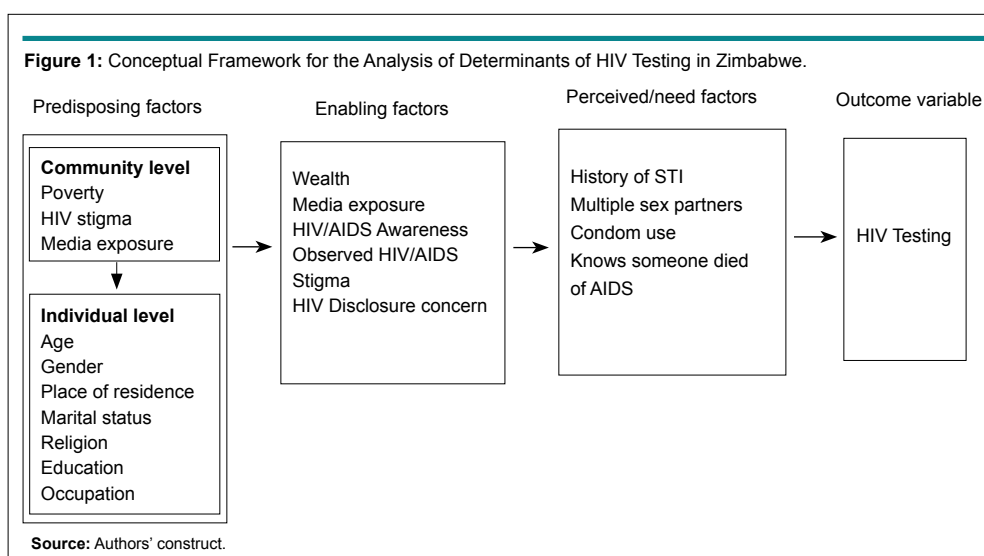 Figure 1: Conceptual Framework for the Analysis of Determinants of HIV Testing in Zimbabwe.
Predisposing factors
Community level
Poverty
HIV stigma
Media exposure
Individual level
Age
Gender
Place of residence
Marital status
Religion
Education
Occupation
Enabling factors
Wealth
Media exposure
HIV/AIDS Awareness
Observed HIV/AIDS
Stigma
HIV Disclosure concern
Perceived/need factors
History of STI
Multiple sex partners
Condom use
Knows someone died
of AIDS
Outcome variable
HIV Testing
Source: Authors' construct.